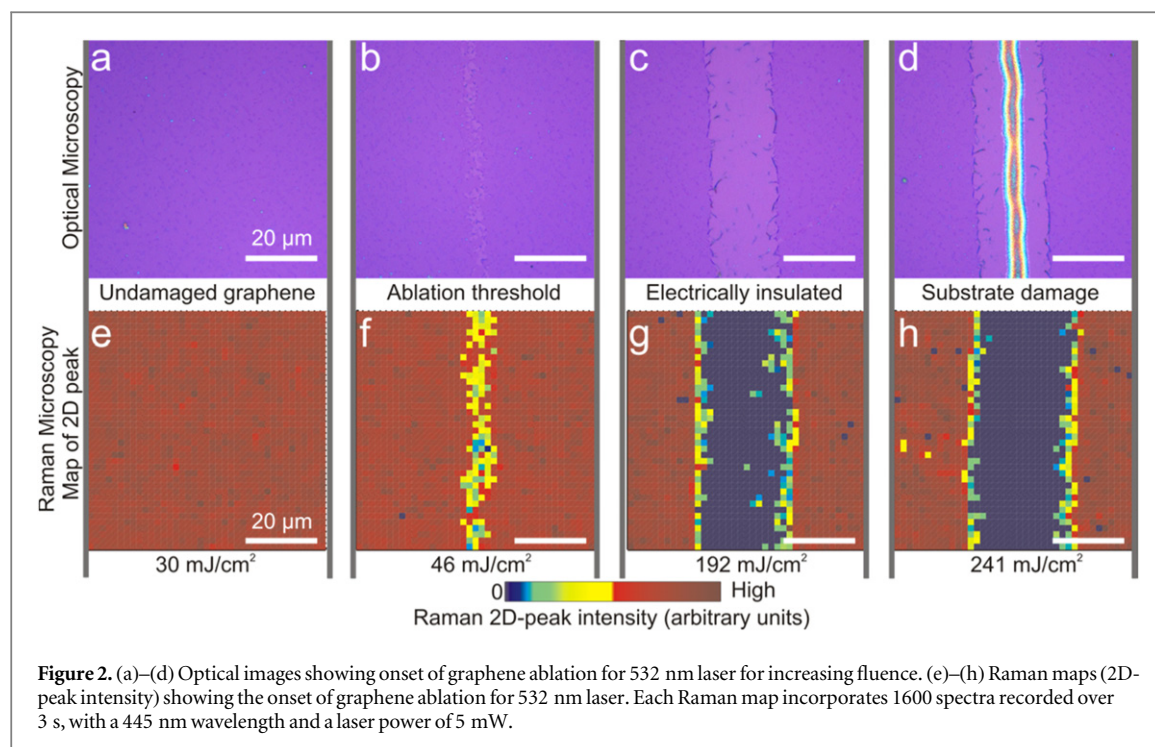 Optical Microscopy
a
b
c
d
20 µm
Undamaged graphene
Ablation threshold
Electrically insulated
Substrate damage
Raman Microscopy
Map of 2D peak
e
f
g
h
20 µm
30 mJ/cm²
46 mJ/cm²
192 mJ/cm²
241 mJ/cm²
0
High
Raman 2D-peak intensity (arbitrary units)
Figure 2. (a)–(d) Optical images showing onset of graphene ablation for 532 nm laser for increasing fluence. (e)–(h) Raman maps (2D-
peak intensity) showing the onset of graphene ablation for 532 nm laser. Each Raman map incorporates 1600 spectra recorded over
3 s, with a 445 nm wavelength and a laser power of 5 mW.